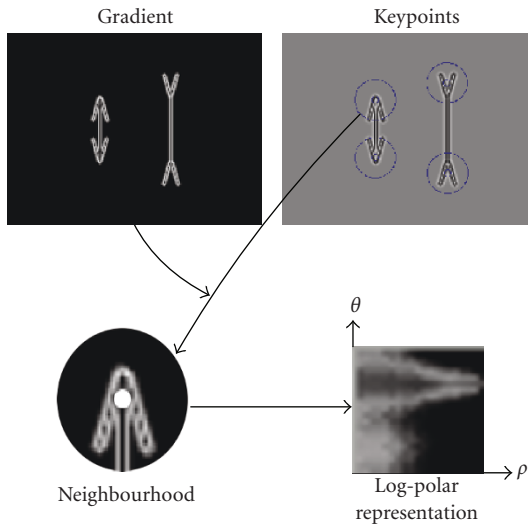 Gradient
Keypoints
θ
Neighbourhood
ρ
Log-polar
representation